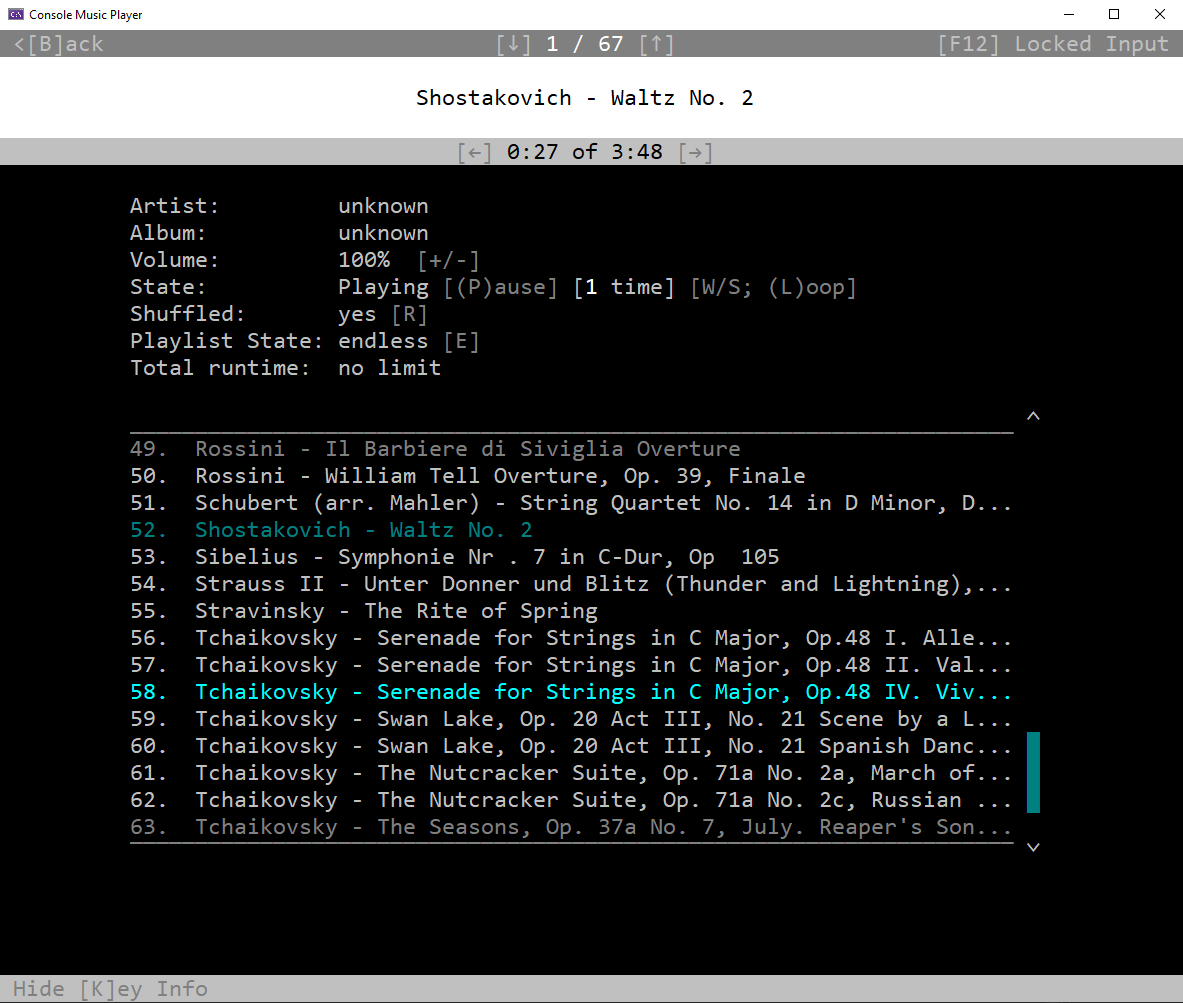 Console Music Player
<[B]ack [↓] 1 / 67 [↑] [F12] Locked Input
Shostakovich - Waltz No. 2
[←] 0:27 of 3:48 [→]
Artist: unknown
Album: unknown
Volume: 100% [+/-]
State: Playing [(P)ause] [1 time] [W/S; (L)oop]
Shuffled: yes [R]
Playlist State: endless [E]
Total runtime: no limit
49. Rossini - Il Barbiere di Siviglia Overture
50. Rossini - William Tell Overture, Op. 39, Finale
51. Schubert (arr. Mahler) - String Quartet No. 14 in D Minor, D...
52. Shostakovich - Waltz No. 2
53. Sibelius - Symphonie Nr . 7 in C-Dur, Op  105
54. Strauss II - Unter Donner und Blitz (Thunder and Lightning),...
55. Stravinsky - The Rite of Spring
56. Tchaikovsky - Serenade for Strings in C Major, Op.48 I. Alle...
57. Tchaikovsky - Serenade for Strings in C Major, Op.48 II. Val...
58. Tchaikovsky - Serenade for Strings in C Major, Op.48 IV. Viv...
59. Tchaikovsky - Swan Lake, Op. 20 Act III, No. 21 Scene by a L...
60. Tchaikovsky - Swan Lake, Op. 20 Act III, No. 21 Spanish Danc...
61. Tchaikovsky - The Nutcracker Suite, Op. 71a No. 2a, March of...
62. Tchaikovsky - The Nutcracker Suite, Op. 71a No. 2c, Russian ...
63. Tchaikovsky - The Seasons, Op. 37a No. 7, July. Reaper's Son...
Hide [K]ey Info